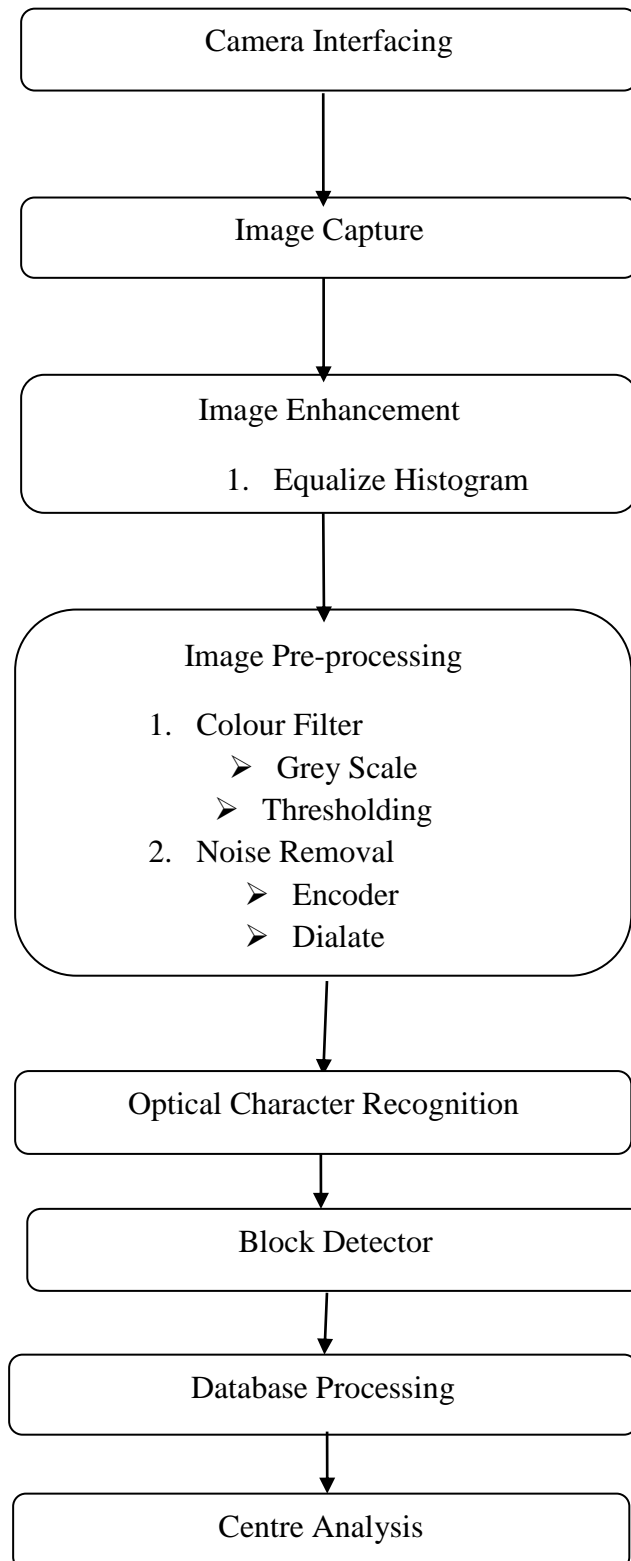 Camera Interfacing
Image Capture
Image Enhancement
1. Equalize Histogram
Image Pre-processing
1. Colour Filter
➢ Grey Scale
➢ Thresholding
2. Noise Removal
➢ Encoder
➢ Dialate
Optical Character Recognition
Block Detector
Database Processing
Centre Analysis